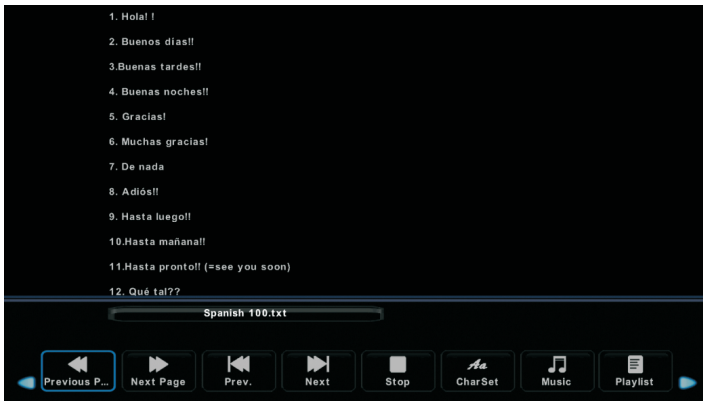 1. Hola! !
2. Buenos días!!
3.Buenas tardes!!
4. Buenas noches!!
5. Gracias!
6. Muchas gracias!
7. De nada
8. Adiós!!
9. Hasta luego!!
10.Hasta mañana!!
11.Hasta pronto!! (=see you soon)
12. Qué tal??
Spanish 100.txt
Previous P... Next Page Prev. Next Stop CharSet Music Playlist